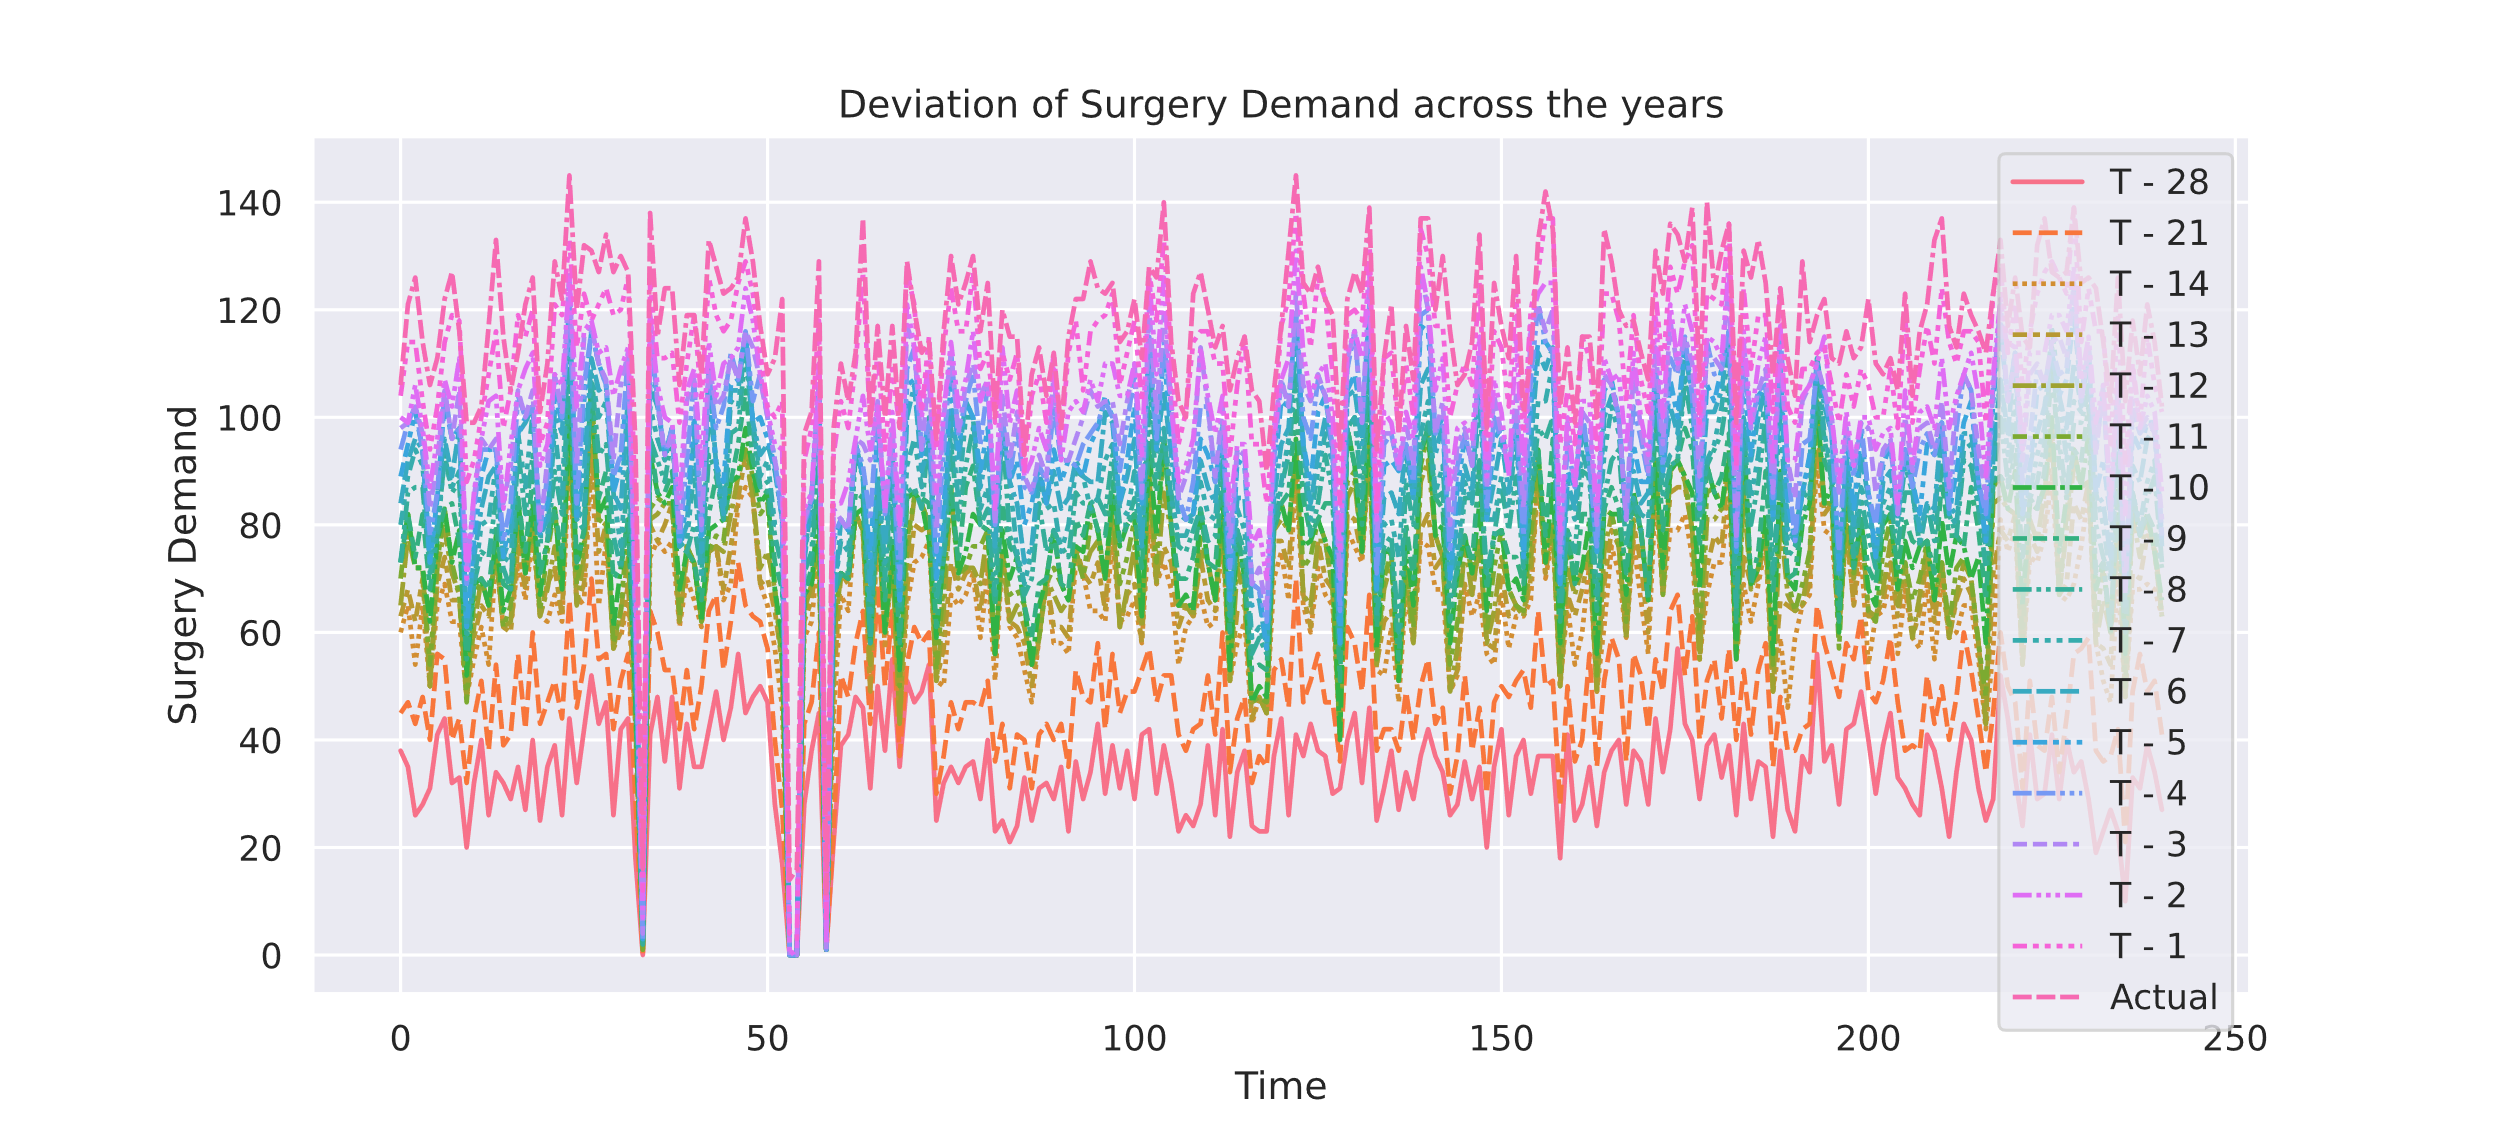 Deviation of Surgery Demand across the years
Surgery Demand
140
120
100
80
60
40
20
0
0 50 100 150 200 250
Time
T - 28
T - 21
T - 14
T - 13
T - 12
T - 11
T - 10
T - 9
T - 8
T - 7
T - 6
T - 5
T - 4
T - 3
T - 2
T - 1
Actual